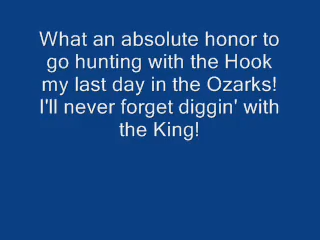 What an absolute honor to
go hunting with the Hook
my last day in the Ozarks!
I'll never forget diggin' with
the King!